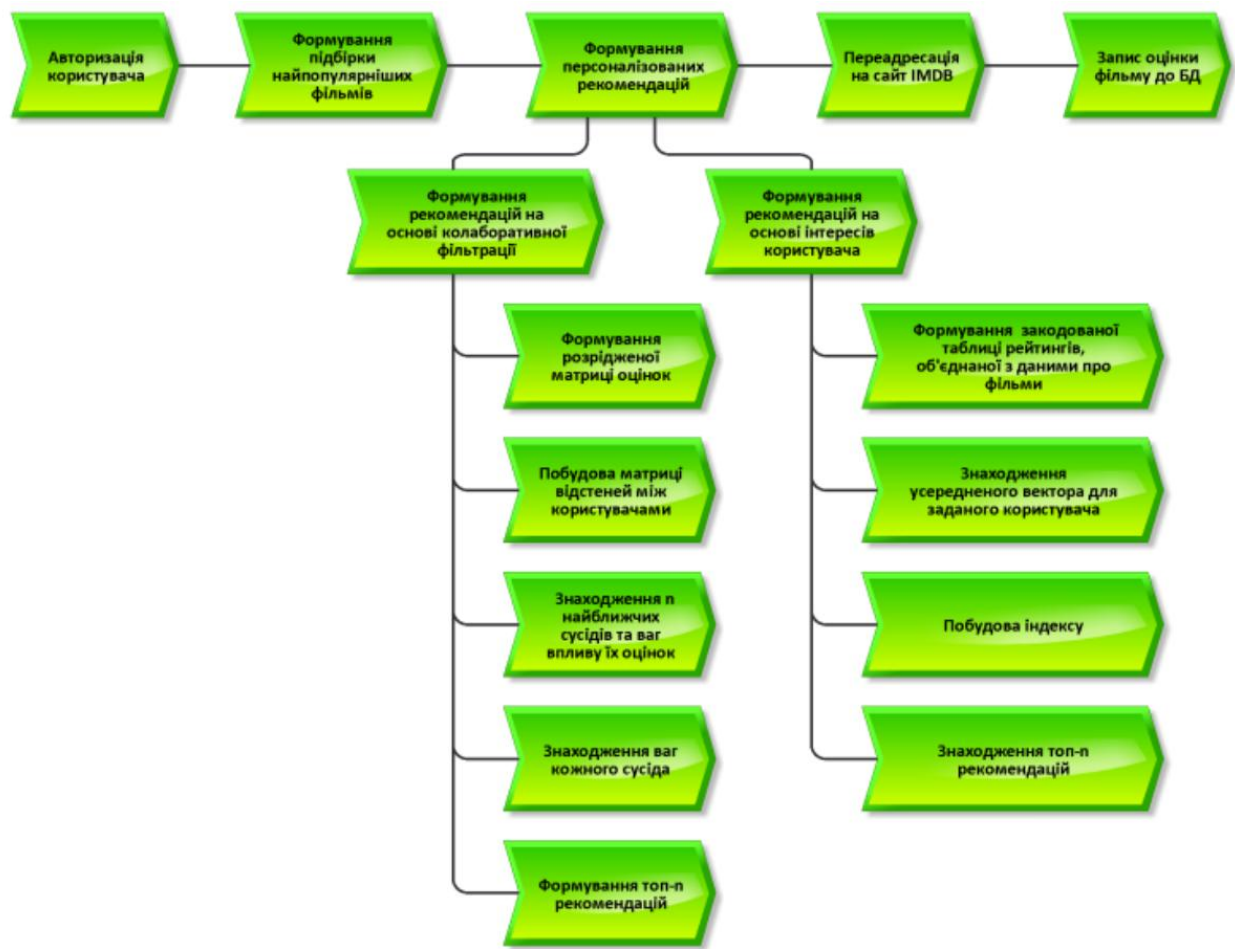 Авторизація
користувача
Формування
підбірки
найпопулярніших
фільмів
Формування
персоналізованих
рекомендацій
Переадресація
на сайт IMDB
Запис оцінки
фільму до БД
Формування
рекомендацій на
основі колаборативної
фільтрації
Формування
рекомендацій на
основі інтересів
користувача
Формування
розрідженої
матриці оцінок
Побудова матриці
відстеней між
користувачами
Знаходження n
найближчих
сусідів та ваг
впливу їх оцінок
Знаходження ваг
кожного сусіда
Формування топ-n
рекомендацій
Формування закодованої
таблиці рейтингів,
об'єднаної з даними про
фільми
Знаходження
усередненого вектора для
заданого користувача
Побудова індексу
Знаходження топ-n
рекомендацій